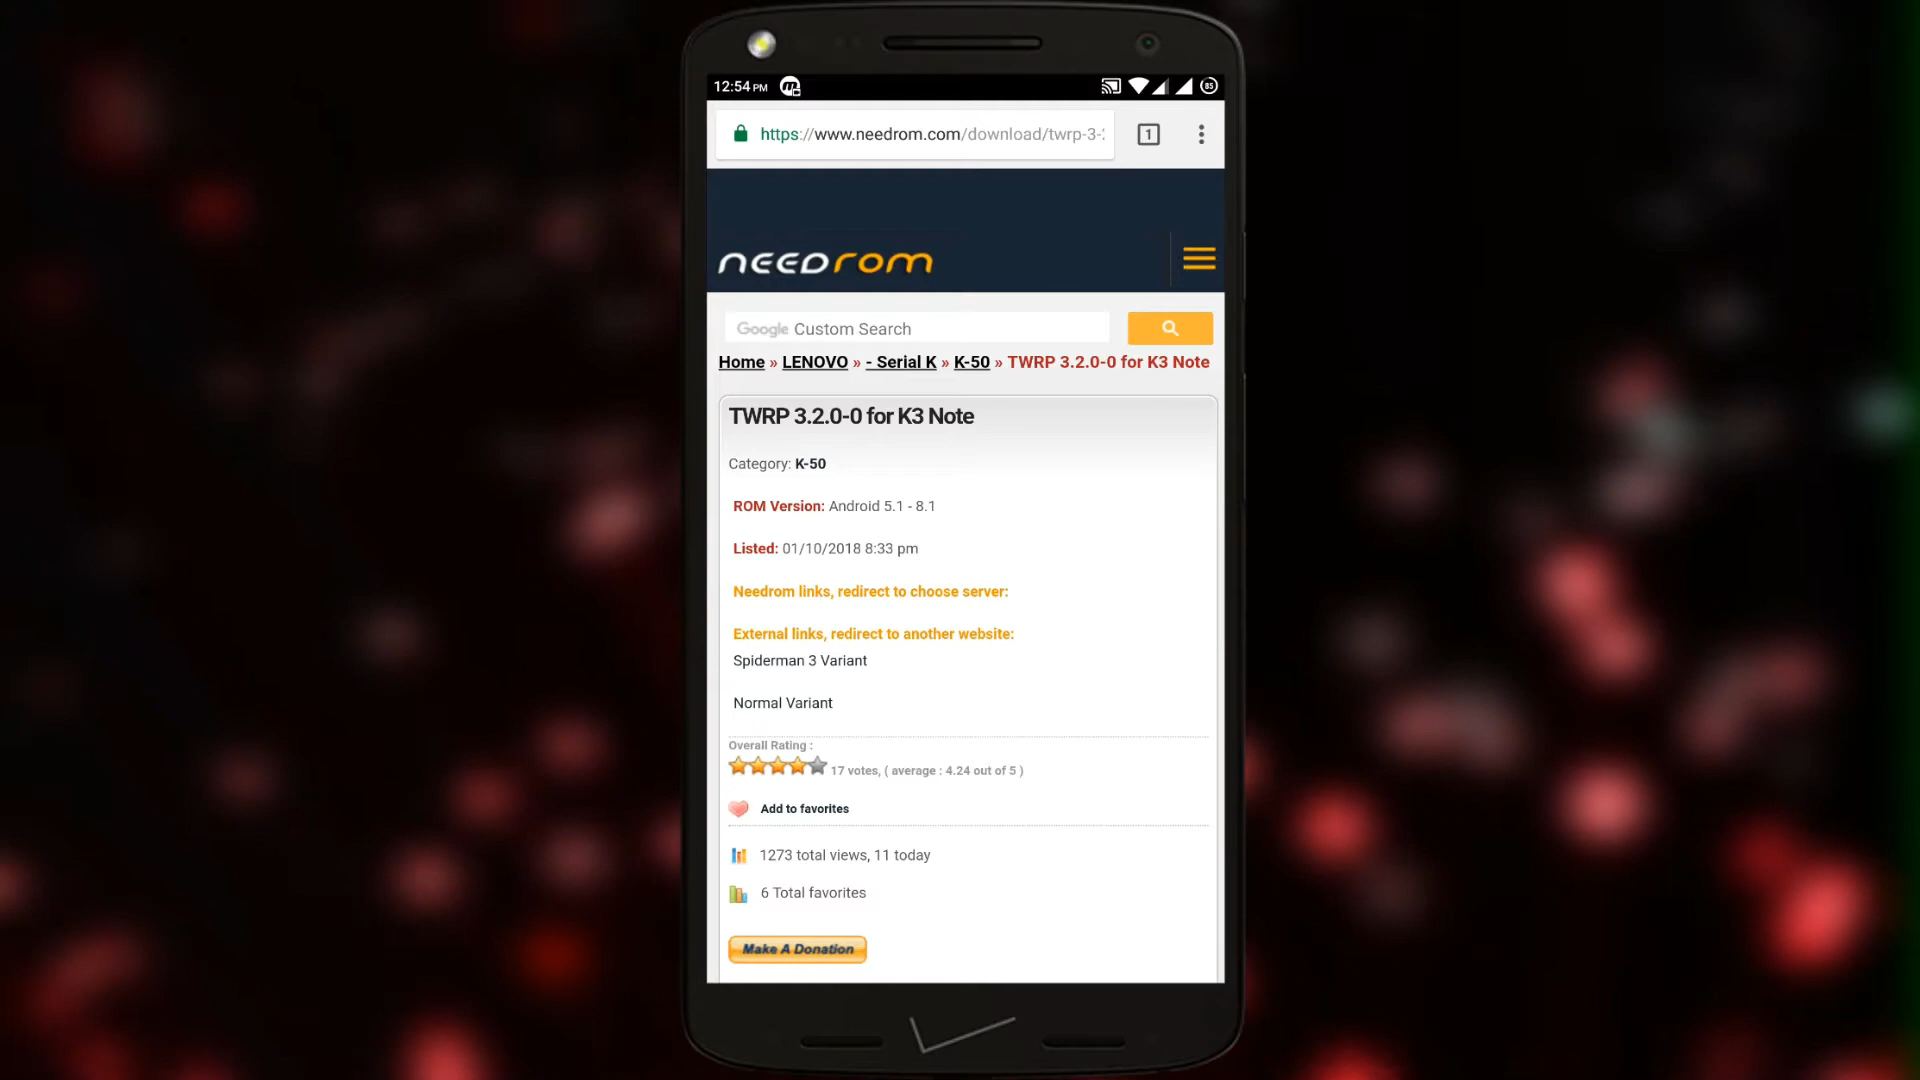 12:54 PM
85
https://www.needrom.com/download/twrp-3-
1
needrom
Google Custom Search
Home » LENOVO » - Serial K » K-50 » TWRP 3.2.0-0 for K3 Note
TWRP 3.2.0-0 for K3 Note
Category: K-50
ROM Version: Android 5.1 - 8.1
Listed: 01/10/2018 8:33 pm
Needrom links, redirect to choose server:
External links, redirect to another website:
Spiderman 3 Variant
Normal Variant
Overall Rating :
17 votes, ( average : 4.24 out of 5 )
Add to favorites
1273 total views, 11 today
6 Total favorites
Make A Donation